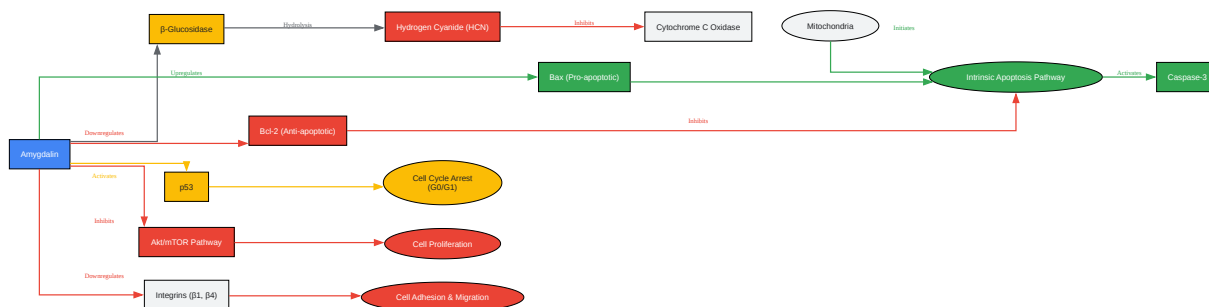 β-Glucosidase
Hydrolysis
Hydrogen Cyanide (HCN)
Inhibits
Cytochrome C Oxidase
Mitochondria
Initiates
Upregulates
Bax (Pro-apoptotic)
Intrinsic Apoptosis Pathway
Activates
Caspase-3
Downregulates
Bcl-2 (Anti-apoptotic)
Inhibits
Amygdalin
Activates
p53
Cell Cycle Arrest
(G0/G1)
Inhibits
Akt/mTOR Pathway
Cell Proliferation
Downregulates
Integrins (β1, β4)
Cell Adhesion & Migration